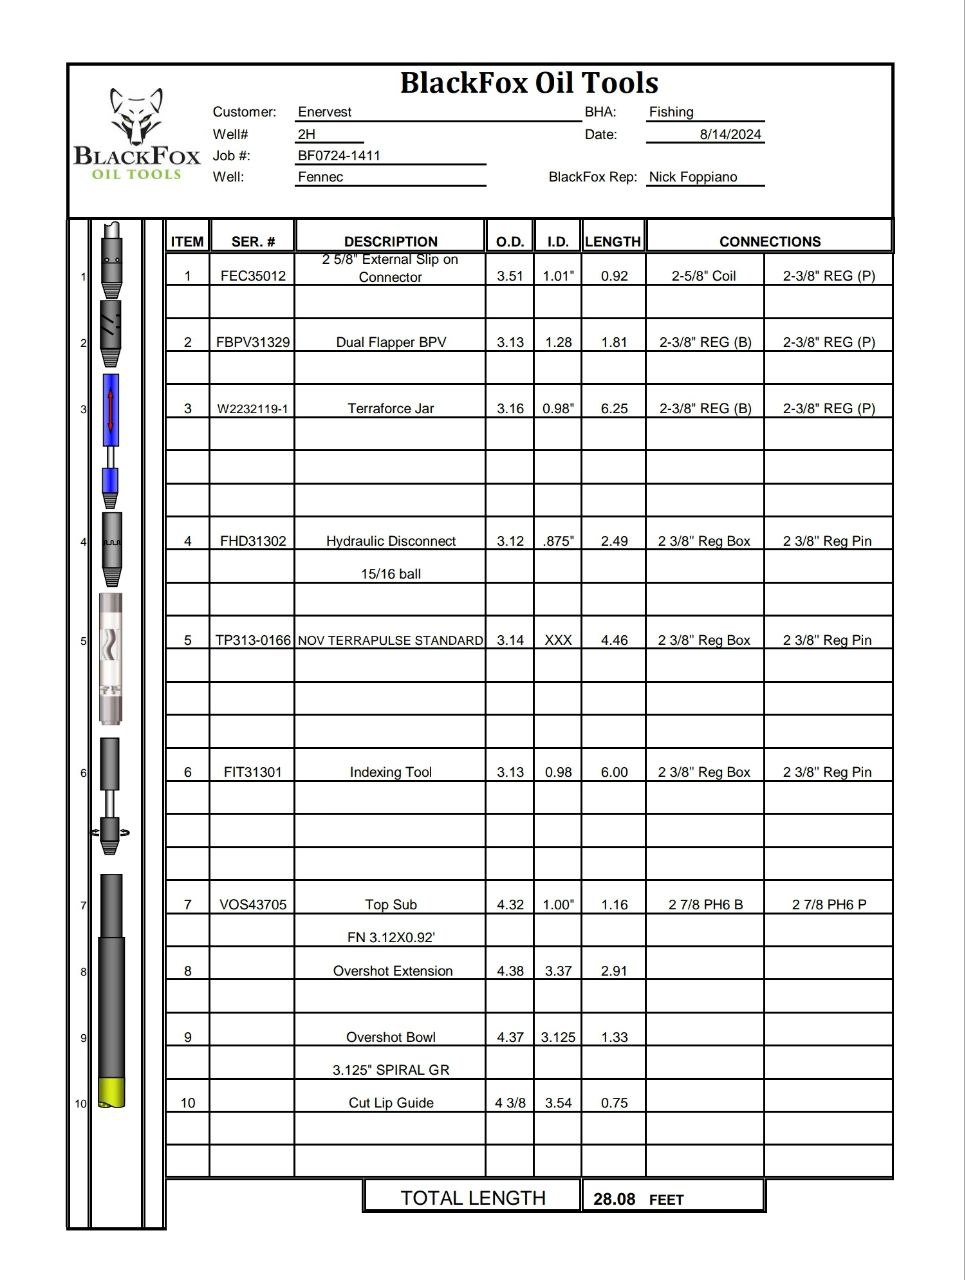 BlackFox Oil Tools
Customer: Enervest BHA: Fishing
Well# 2H Date: 8/14/2024
Job #: BF0724-1411
Well: Fennec BlackFox Rep: Nick Foppiano
BLACKFOX
OIL TOOLS
ITEM SER. # DESCRIPTION O.D. I.D. LENGTH CONNECTIONS
2 5/8" External Slip on
1 1 FEC35012 Connector 3.51 1.01" 0.92 2-5/8" Coil 2-3/8" REG (P)
2 2 FBPV31329 Dual Flapper BPV 3.13 1.28 1.81 2-3/8" REG (B) 2-3/8" REG (P)
3 3 W2232119-1 Terraforce Jar 3.16 0.98" 6.25 2-3/8" REG (B) 2-3/8" REG (P)
4 4 FHD31302 Hydraulic Disconnect 3.12 .875" 2.49 2 3/8" Reg Box 2 3/8" Reg Pin
15/16 ball
5 5 TP313-0166 NOV TERRAPULSE STANDARD 3.14 XXX 4.46 2 3/8" Reg Box 2 3/8" Reg Pin
6 6 FIT31301 Indexing Tool 3.13 0.98 6.00 2 3/8" Reg Box 2 3/8" Reg Pin
7 7 VOS43705 Top Sub 4.32 1.00" 1.16 2 7/8 PH6 B 2 7/8 PH6 P
FN 3.12X0.92'
8 8 Overshot Extension 4.38 3.37 2.91
9 9 Overshot Bowl 4.37 3.125 1.33
3.125" SPIRAL GR
10 10 Cut Lip Guide 4 3/8 3.54 0.75
TOTAL LENGTH 28.08 FEET